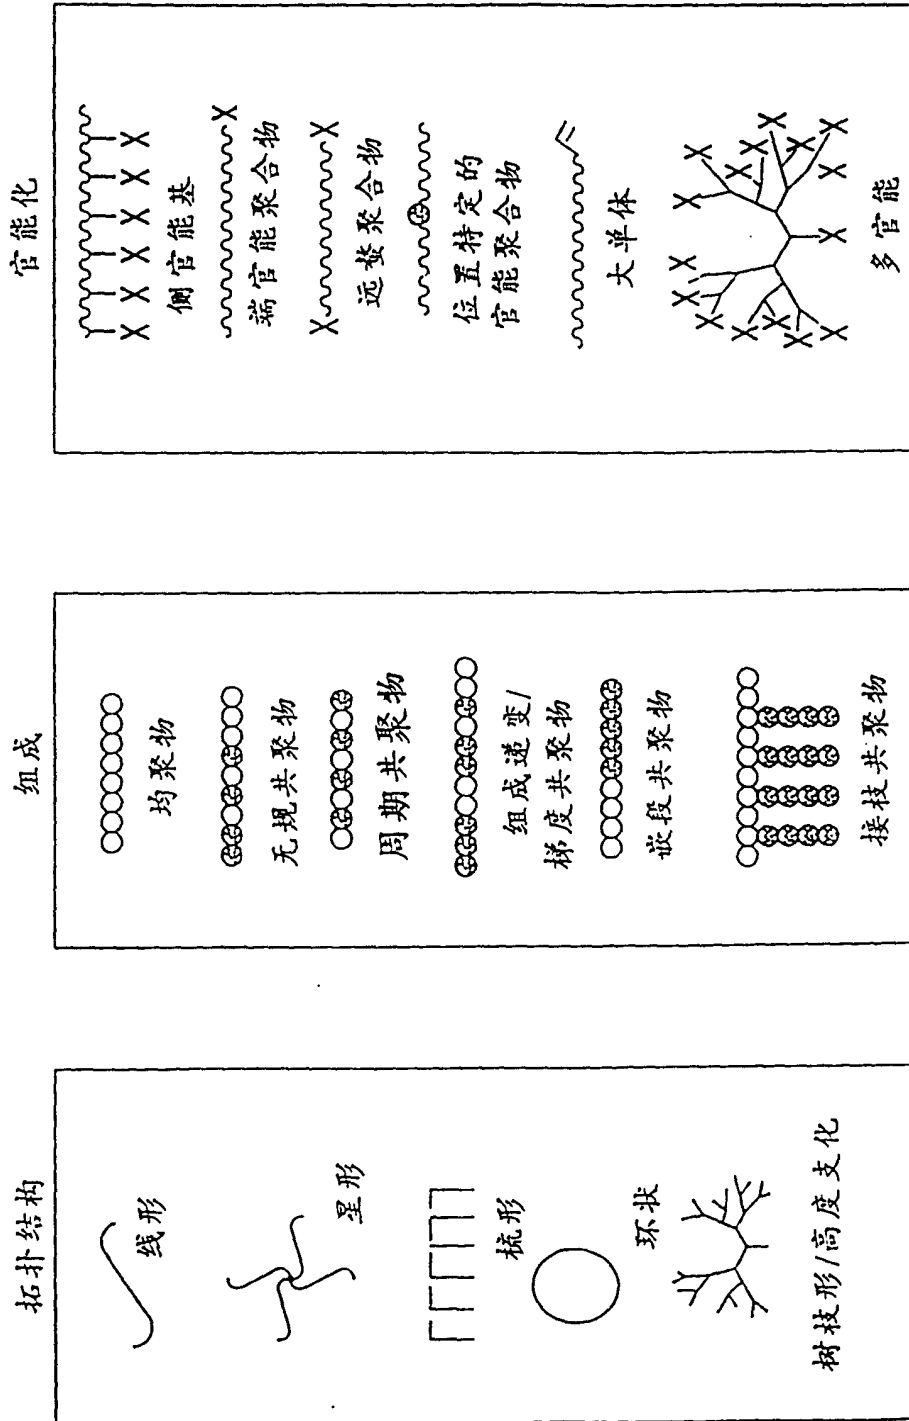 拓扑结构
线形
星形
梳形
环状
树枝形/高度支化
组成
均聚物
无规共聚物
周期共聚物
组成递变/
梯度共聚物
嵌段共聚物
接枝共聚物
官能化
X X X X X X
侧官能基
X
端官能聚合物
X X
远螯聚合物
位置特定的
官能聚合物
大单体
X X X X X X X X X X X X X X X
多官能